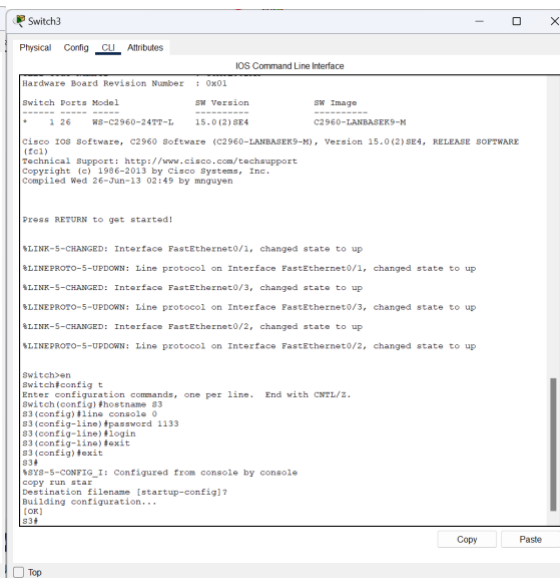 Switch3
Physical Config CLI Attributes
IOS Command Line Interface
Hardware Board Revision Number : 0x01
Switch Ports Model SW Version SW Image
------ ----- ----- ---------- ----------
* 1 26 WS-C2960-24TT-L 15.0(2)SE4 C2960-LANBASEK9-M
Cisco IOS Software, C2960 Software (C2960-LANBASEK9-M), Version 15.0(2)SE4, RELEASE SOFTWARE
(fc1)
Technical Support: http://www.cisco.com/techsupport
Copyright (c) 1986-2013 by Cisco Systems, Inc.
Compiled Wed 26-Jun-13 02:49 by mnguyen
Press RETURN to get started!
%LINK-5-CHANGED: Interface FastEthernet0/1, changed state to up
%LINEPROTO-5-UPDOWN: Line protocol on Interface FastEthernet0/1, changed state to up
%LINK-5-CHANGED: Interface FastEthernet0/3, changed state to up
%LINEPROTO-5-UPDOWN: Line protocol on Interface FastEthernet0/3, changed state to up
%LINK-5-CHANGED: Interface FastEthernet0/2, changed state to up
%LINEPROTO-5-UPDOWN: Line protocol on Interface FastEthernet0/2, changed state to up
Switch>en
Switch#config t
Enter configuration commands, one per line. End with CNTL/Z.
Switch(config)#hostname S3
S3(config)#line console 0
S3(config-line)#password 1133
S3(config-line)#login
S3(config-line)#exit
S3(config)#exit
S3#
%SYS-5-CONFIG_I: Configured from console by console
copy run star
Destination filename [startup-config]?
Building configuration...
[OK]
S3#
Copy Paste
Top